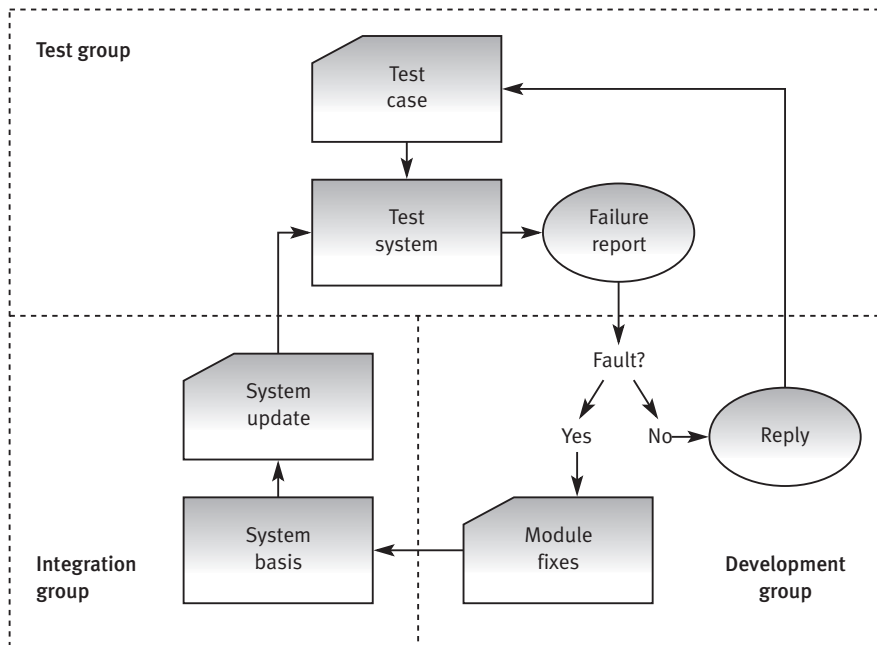 Test group
Test
case
Test
system
Failure
report
Fault?
System
update
Yes
No
Reply
System
basis
Module
fixes
Integration
group
Development
group